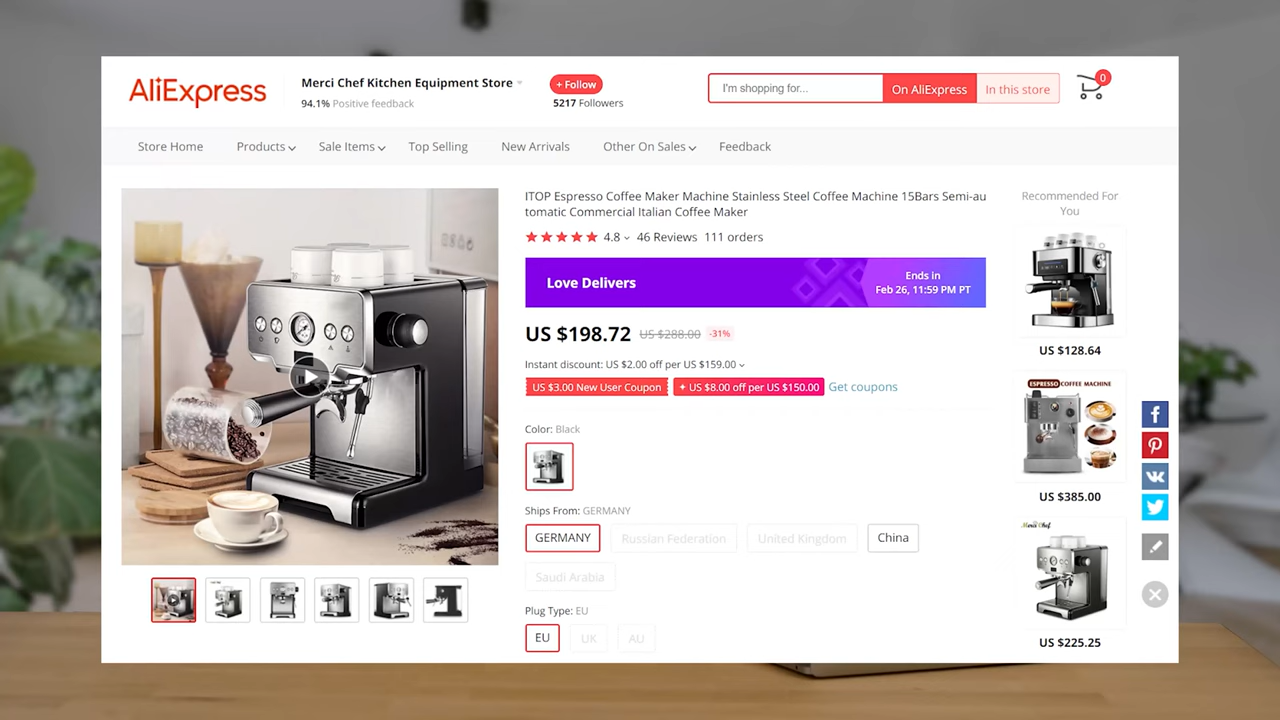 AliExpress
Merci Chef Kitchen Equipment Store
94.1% Positive feedback
+ Follow
5217 Followers
I'm shopping for...
On AliExpress
In this store
0
Store Home
Products
Sale Items
Top Selling
New Arrivals
Other On Sales
Feedback
ITOP Espresso Coffee Maker Machine Stainless Steel Coffee Machine 15Bars Semi-au
tomatic Commercial Italian Coffee Maker
4.8
46 Reviews
111 orders
Love Delivers
Ends in
Feb 26, 11:59 PM PT
US $198.72 US $288.00 -31%
Instant discount: US $2.00 off per US $159.00
US $3.00 New User Coupon
+ US $8.00 off per US $150.00
Get coupons
Color: Black
Ships From: GERMANY
GERMANY
Russian Federation
United Kingdom
China
Saudi Arabia
Plug Type: EU
EU
UK
AU
Recommended For
You
US $128.64
ESPRESSO COFFEE MACHINE
US $385.00
Merci Chef
US $225.25